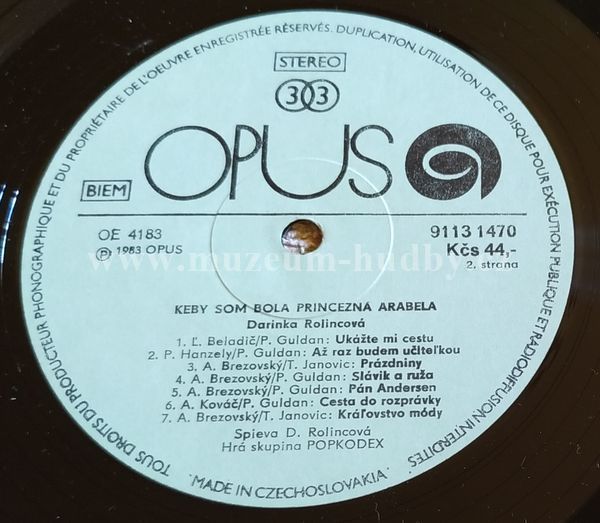 TOUS DROITS DU PRODUCTEUR PHONOGRAPHIQUE ET DU PROPRIÉTAIRE DE L'OEUVRE ENREGISTRÉE RÉSERVÉS. DUPLICATION, UTILISATION DE CE DISQUE POUR EXÉCUTION PUBLIQUE ET RADIODIFFUSION INTERDITES
STEREO
33
OPUS
BIEM
OE 4183
℗ 1983 OPUS
9113 1470
Kčs 44,-
2. strana
www.muzeum-hudby.
KEBY SOM BOLA PRINCEZNÁ ARABELA
Darinka Rolincová
1. Ľ. Beladič/P. Guldan: Ukážte mi cestu
2. P. Hanzely/P. Guldan: Až raz budem učiteľkou
3. A. Brezovský/T. Janovic: Prázdniny
4. A. Brezovský/P. Guldan: Slávik a ruža
5. A. Brezovský/P. Guldan: Pán Andersen
6. A. Kováč/P. Guldan: Cesta do rozprávky
7. A. Brezovský/T. Janovic: Kráľovstvo módy
Spieva D. Rolincová
Hrá skupina POPKODEX
MADE IN CZECHOSLOVAKIA